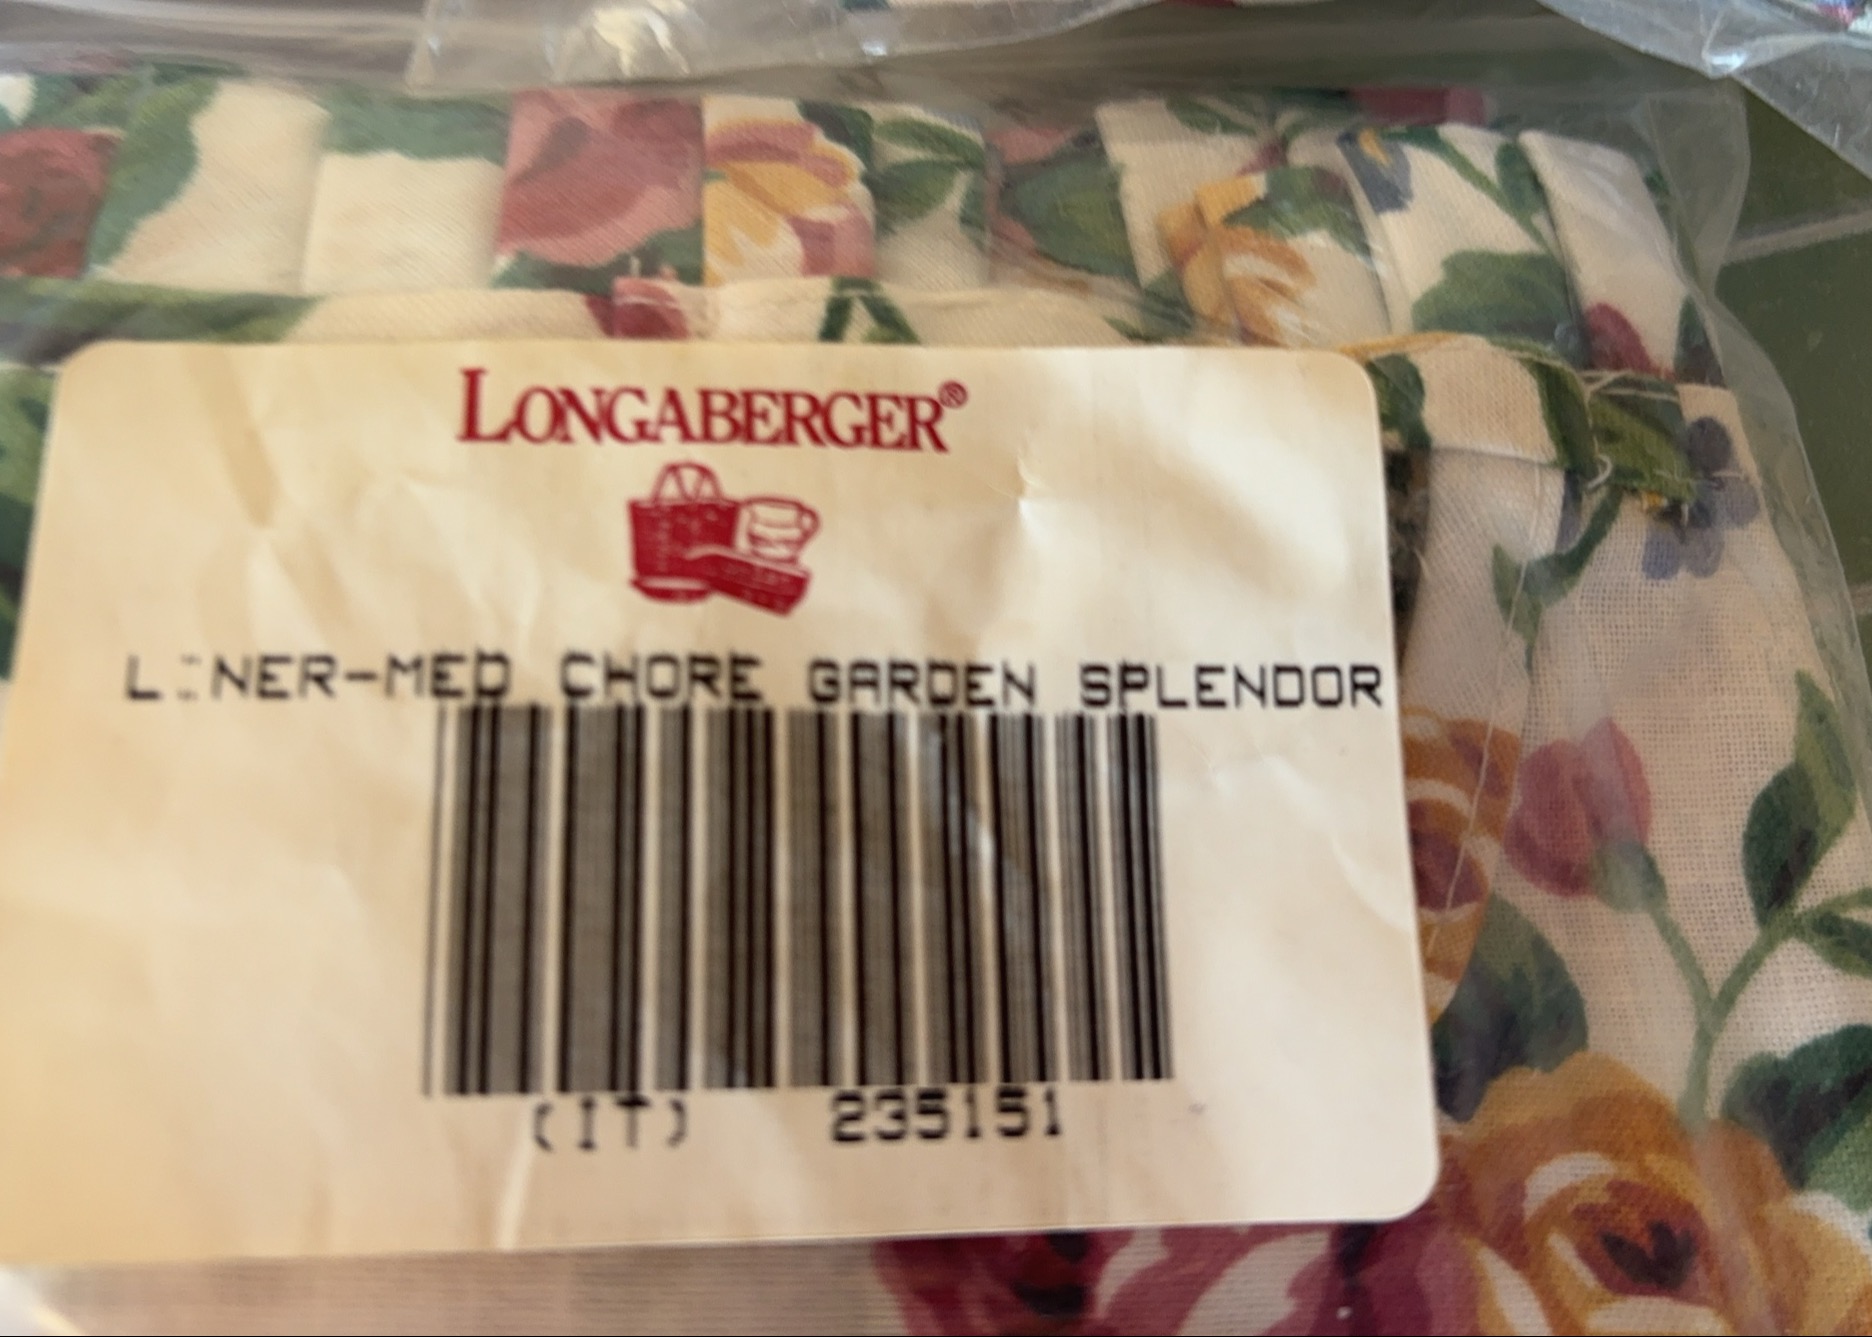 LONGABERGER®
LINER-MED CHORE GARDEN SPLENDOR
(IT) 235151